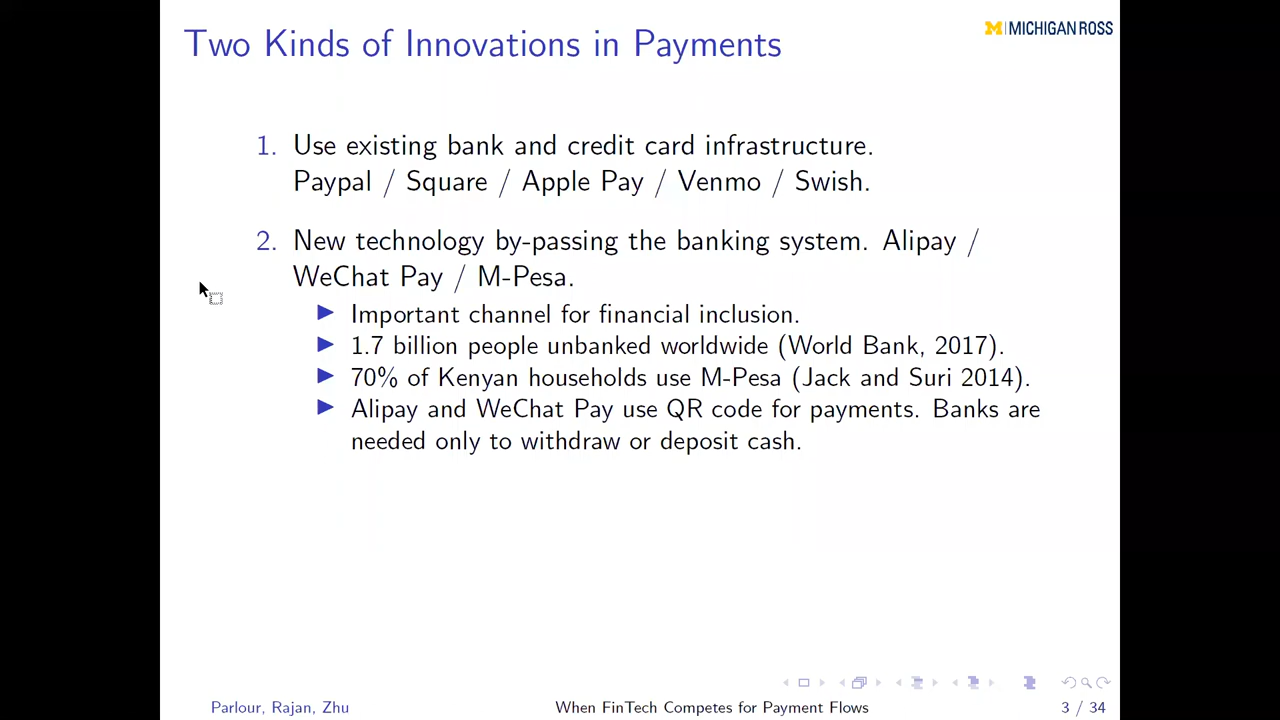 Two Kinds of Innovations in Payments
M MICHIGAN ROSS
1. Use existing bank and credit card infrastructure.
Paypal / Square / Apple Pay / Venmo / Swish.
2. New technology by-passing the banking system. Alipay /
WeChat Pay / M-Pesa.
▶ Important channel for financial inclusion.
▶ 1.7 billion people unbanked worldwide (World Bank, 2017).
▶ 70% of Kenyan households use M-Pesa (Jack and Suri 2014).
▶ Alipay and WeChat Pay use QR code for payments. Banks are
needed only to withdraw or deposit cash.
Parlour, Rajan, Zhu
When FinTech Competes for Payment Flows
3 / 34